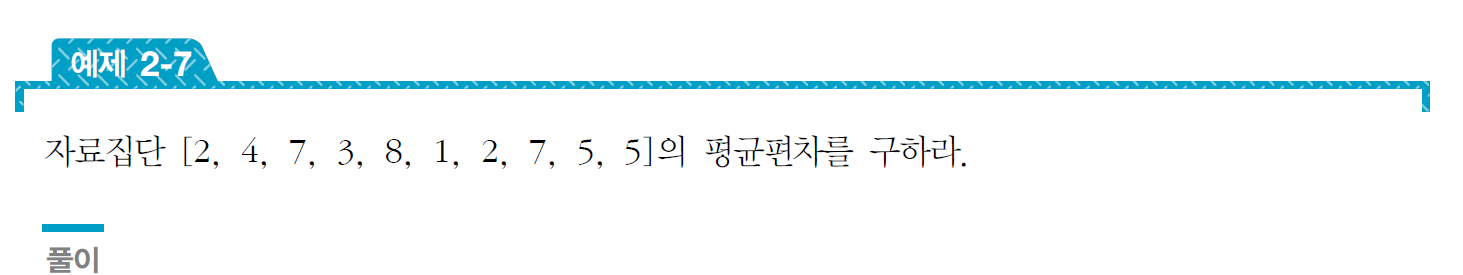 예제 2-7
자료집단 [2, 4, 7, 3, 8, 1, 2, 7, 5, 5]의 평균편차를 구하라.
풀이